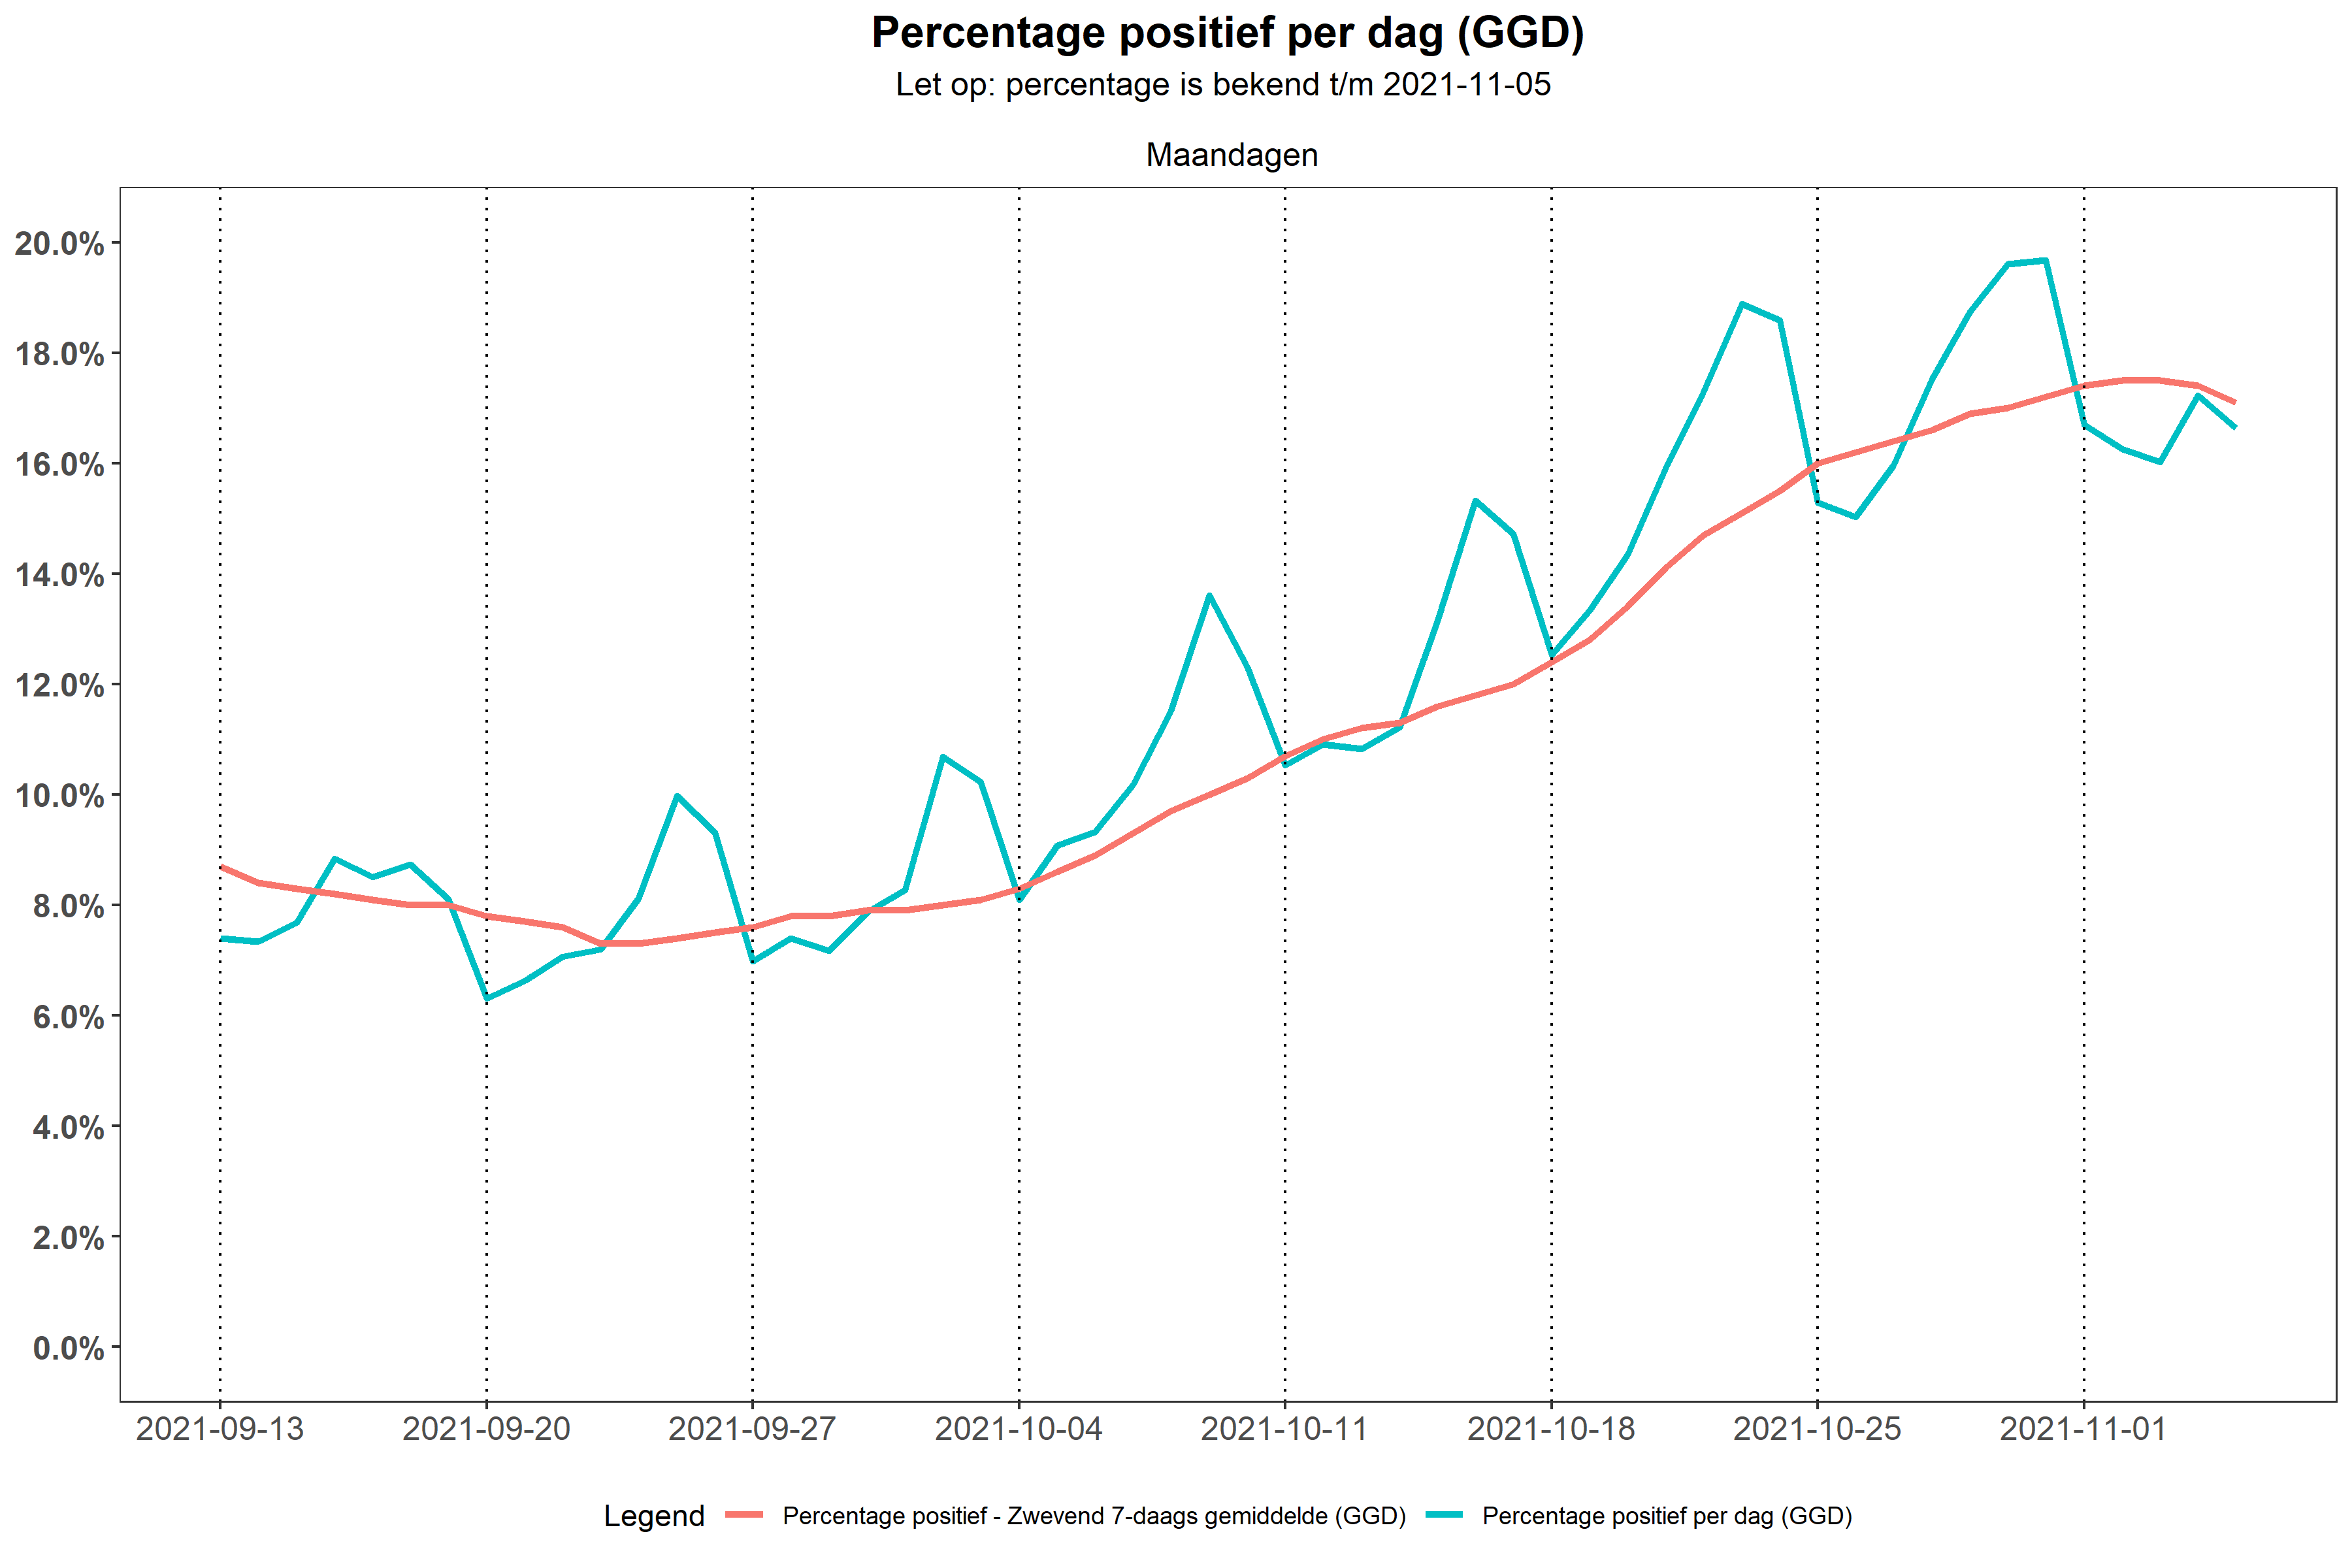 Percentage positief per dag (GGD)
Let op: percentage is bekend t/m 2021-11-05
Maandagen
20.0%
18.0%
16.0%
14.0%
12.0%
10.0%
8.0%
6.0%
4.0%
2.0%
0.0%
2021-09-13 2021-09-20 2021-09-27 2021-10-04 2021-10-11 2021-10-18 2021-10-25 2021-11-01
Legend Percentage positief - Zwevend 7-daags gemiddelde (GGD) Percentage positief per dag (GGD)